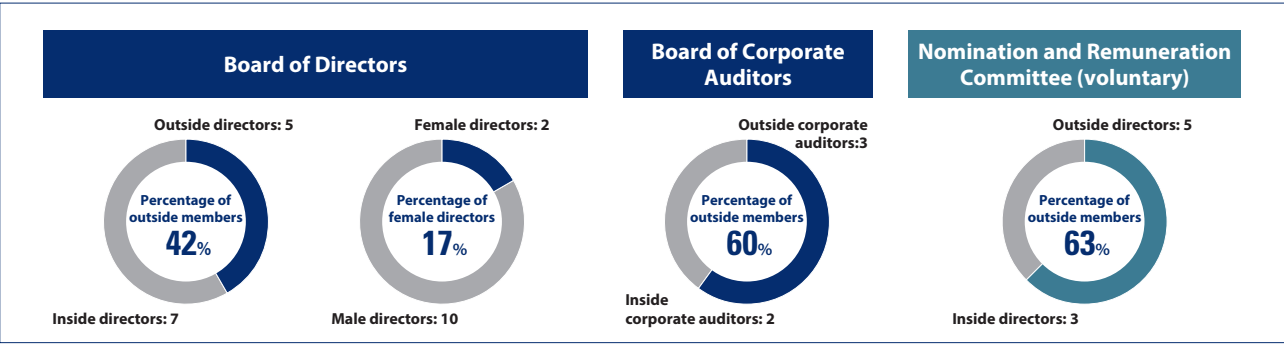 Board of Directors
Outside directors: 5
Percentage of
outside members
42%
Inside directors: 7
Female directors: 2
Percentage of
female directors
17%
Male directors: 10
Board of Corporate
Auditors
Outside corporate
auditors:3
Percentage of
outside members
60%
Inside
corporate auditors: 2
Nomination and Remuneration
Committee (voluntary)
Outside directors: 5
Percentage of
outside members
63%
Inside directors: 3